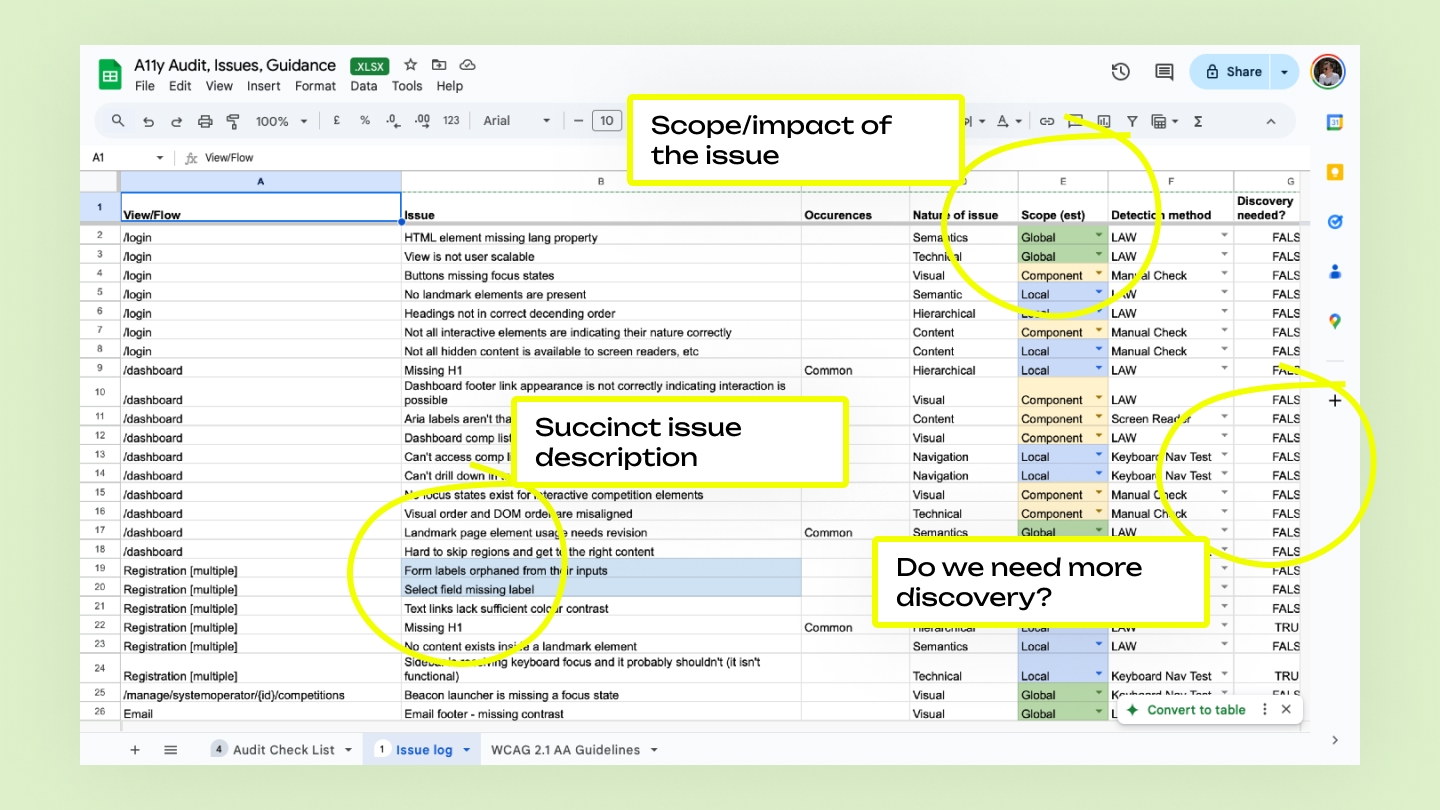 A11y Audit, Issues, Guidance .XLSX
File Edit View Insert Format Data Tools Help
Share
100% £ % .0 .00 123 Arial 10
Scope/impact of
the issue
A1 fx View/Flow
A B E F G
1 View/Flow Issue Occurences Nature of issue Scope (est) Detection method Discovery
needed?
2 /login HTML element missing lang property Semantics Global LAW FALS
3 /login View is not user scalable Technical Global LAW FALS
4 /login Buttons missing focus states Visual Component Manual Check FALS
5 /login No landmark elements are present Semantic Local LAW FALS
6 /login Headings not in correct decending order Hierarchical Local LAW FALS
7 /login Not all interactive elements are indicating their nature correctly Content Component Manual Check FALS
8 /login Not all hidden content is available to screen readers, etc Content Local Manual Check FALS
9 /dashboard Missing H1 Common Hierarchical Local LAW FALS
10 /dashboard Dashboard footer link appearance is not correctly indicating interaction is
possible Visual Component LAW FALS
11 /dashboard Aria labels aren't Content Component Screen Reader FALS
12 /dashboard Dashboard comp Visual Component LAW FALS
13 /dashboard Can't access comp Navigation Local Keyboard Nav Test FALS
14 /dashboard Can't drill down in Navigation Local Keyboard Nav Test FALS
Succinct issue
description
15 /dashboard No focus states exist for interactive competition elements Visual Component Manual Check FALS
16 /dashboard Visual order and DOM order are misaligned Technical Component Manual Check FALS
17 /dashboard Landmark page element usage needs revision Common Semantics Global LAW FALS
18 /dashboard Hard to skip regions and get to the right content FALS
19 Registration [multiple] Form labels orphaned from their inputs FALS
20 Registration [multiple] Select field missing label FALS
21 Registration [multiple] Text links lack sufficient colour contrast FALS
Do we need more
discovery?
22 Registration [multiple] Missing H1 Common Hierarchical Local LAW TRU
23 Registration [multiple] No content exists inside a landmark element Semantics Local LAW FALS
24 Registration [multiple] Sidebar is receiving keyboard focus and it probably shouldn't (it isn't
functional) Technical Local Keyboard Nav Test TRU
25 /manage/systemoperator/{id}/competitions Beacon launcher is missing a focus state Visual Global Keyboard Nav Test FALS
26 Email Email footer - missing contrast Visual Global
Convert to table
4 Audit Check List 1 Issue log WCAG 2.1 AA Guidelines